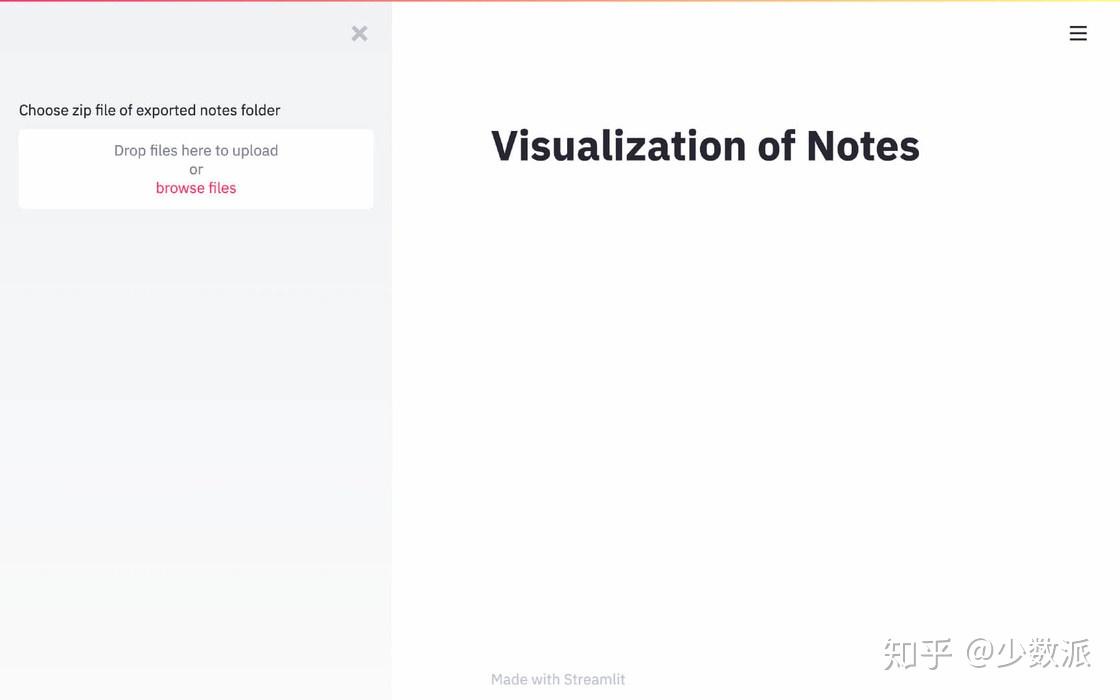 Choose zip file of exported notes folder
Drop files here to upload
or
browse files
Visualization of Notes
Made with Streamlit
知乎 @少数派